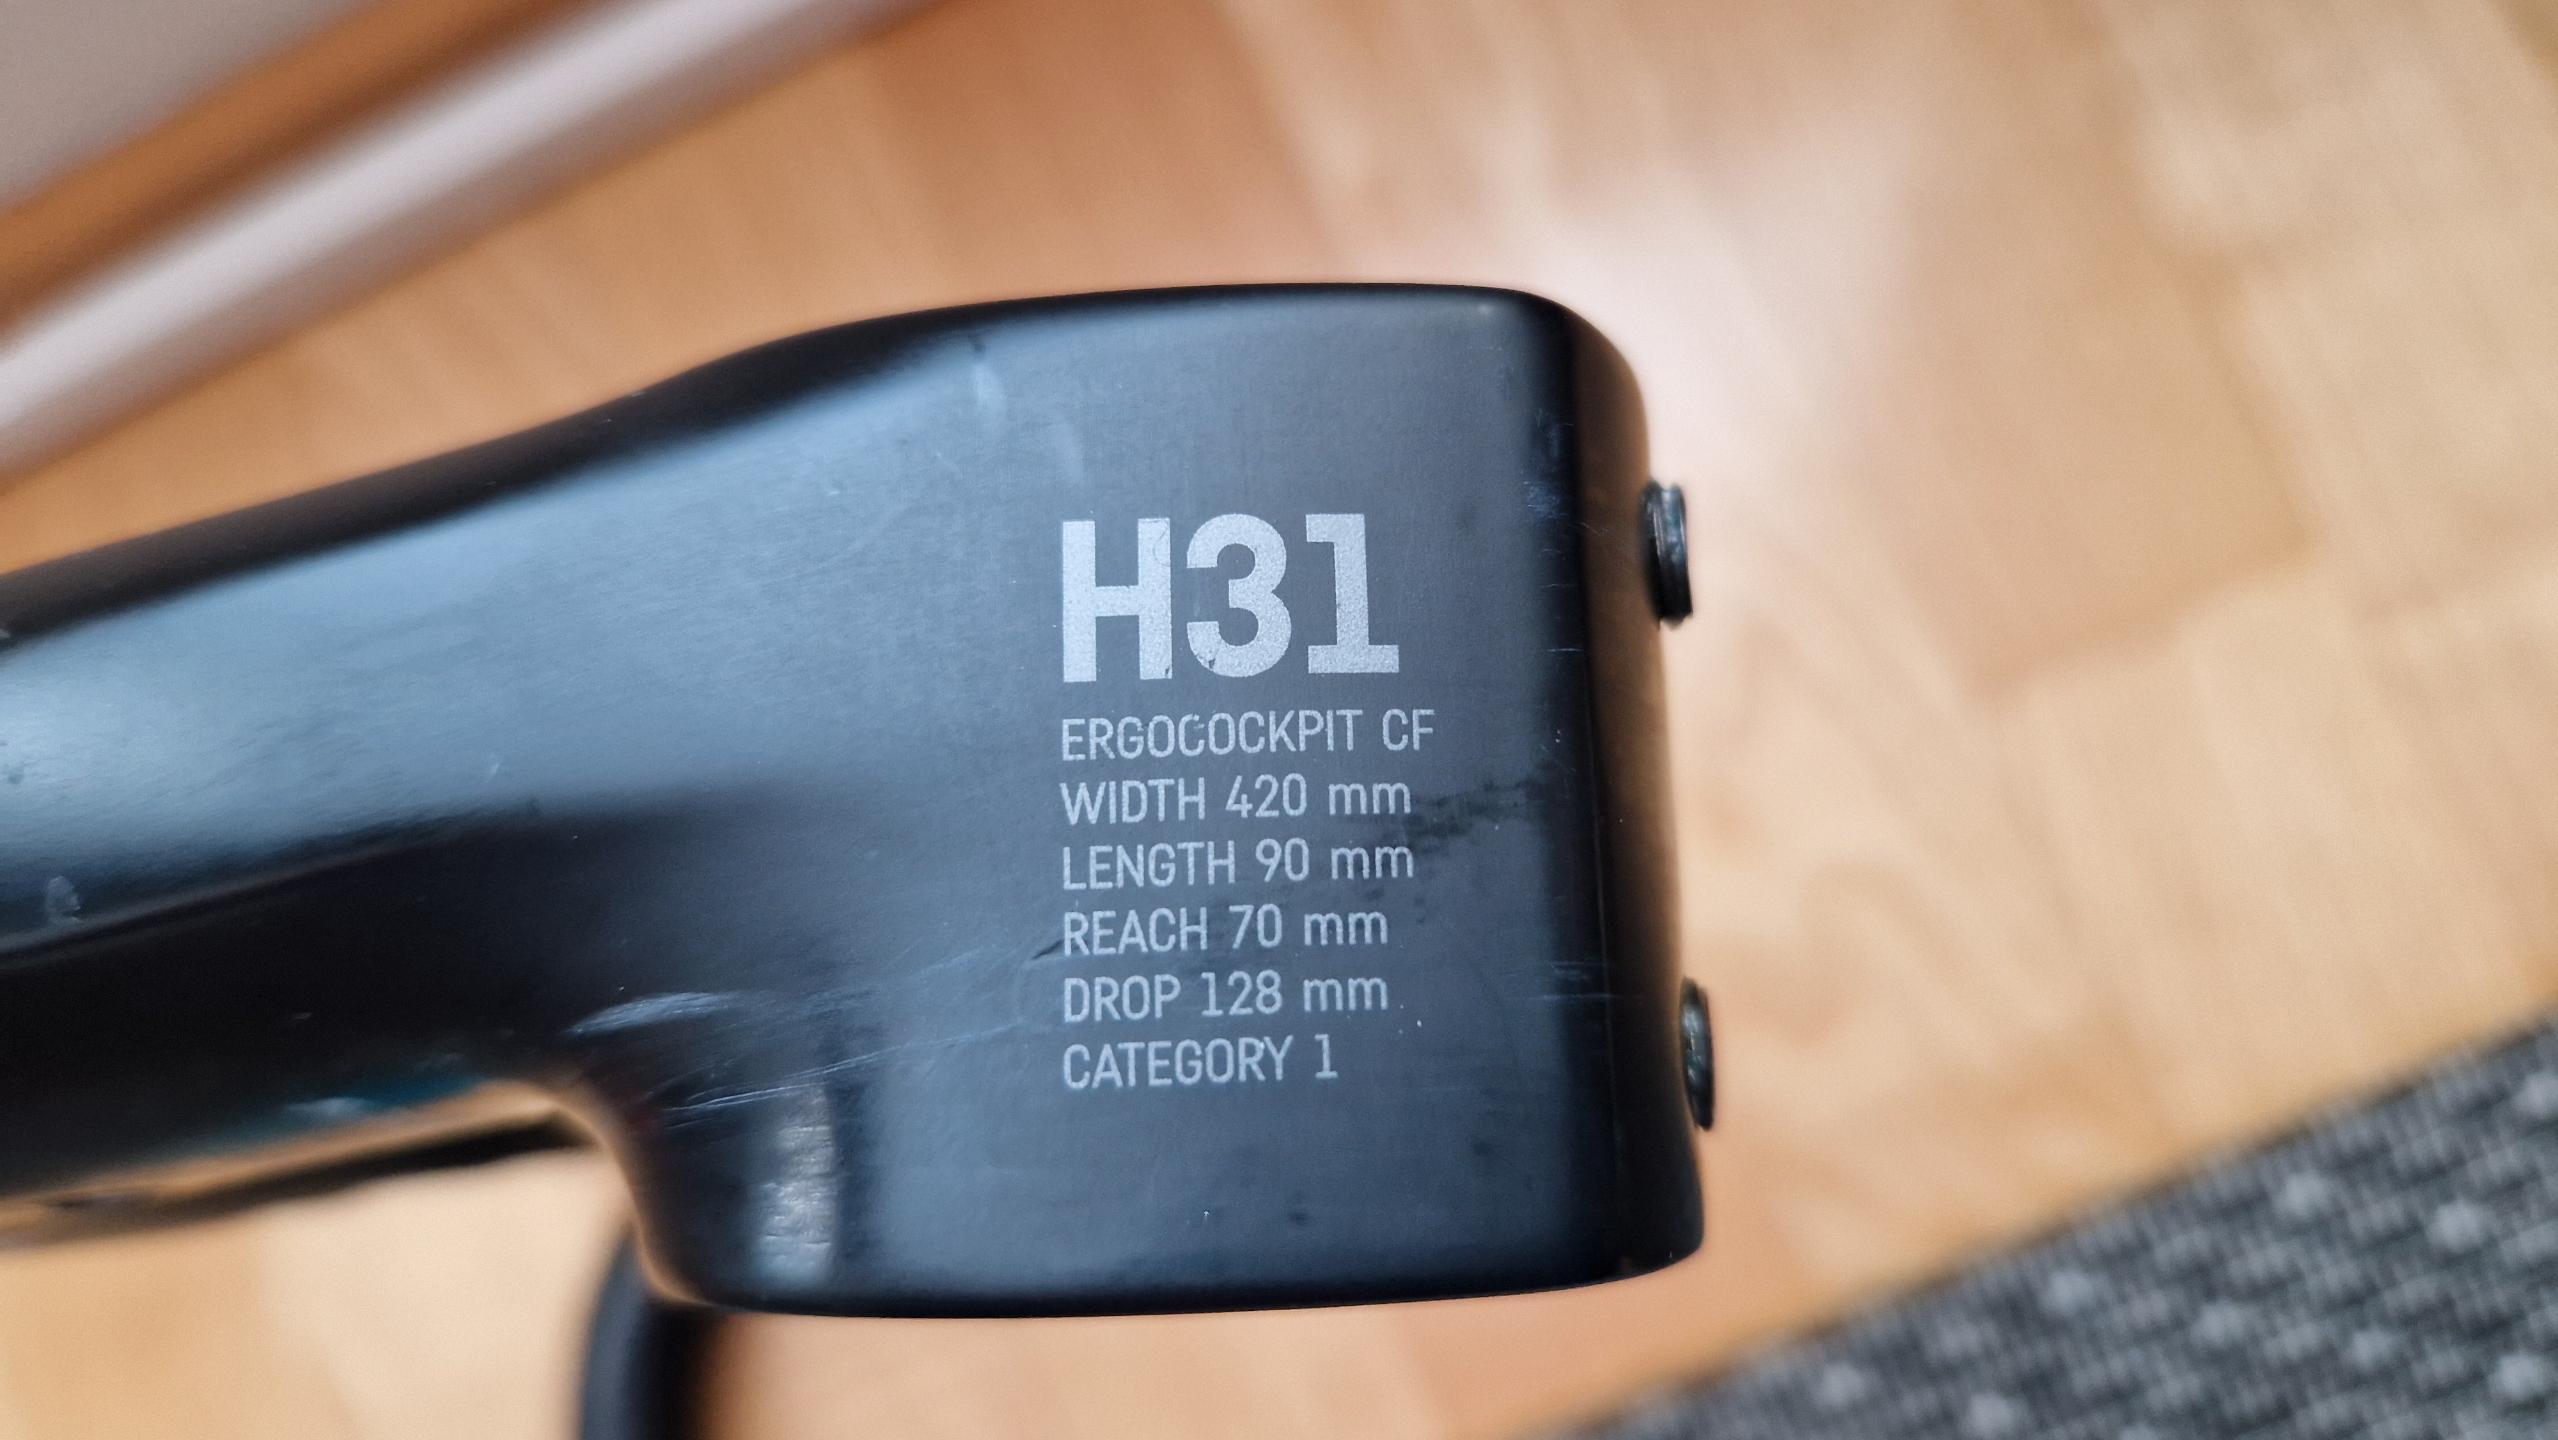 H31
ERGOCOCKPIT CF
WIDTH 420 mm
LENGTH 90 mm
REACH 70 mm
DROP 128 mm
CATEGORY 1